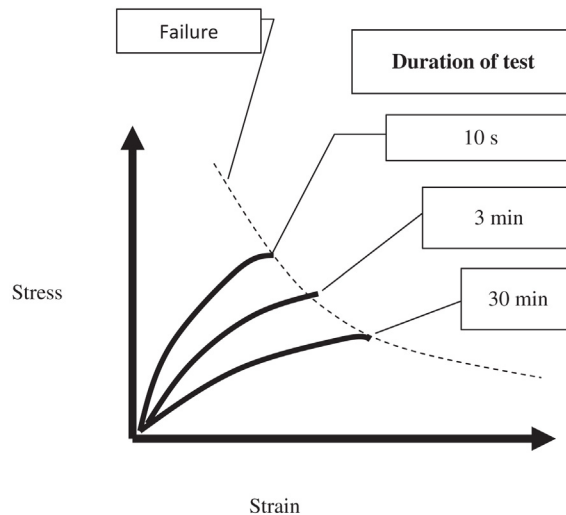 Failure
Duration of test
10 s
3 min
Stress
30 min
Strain